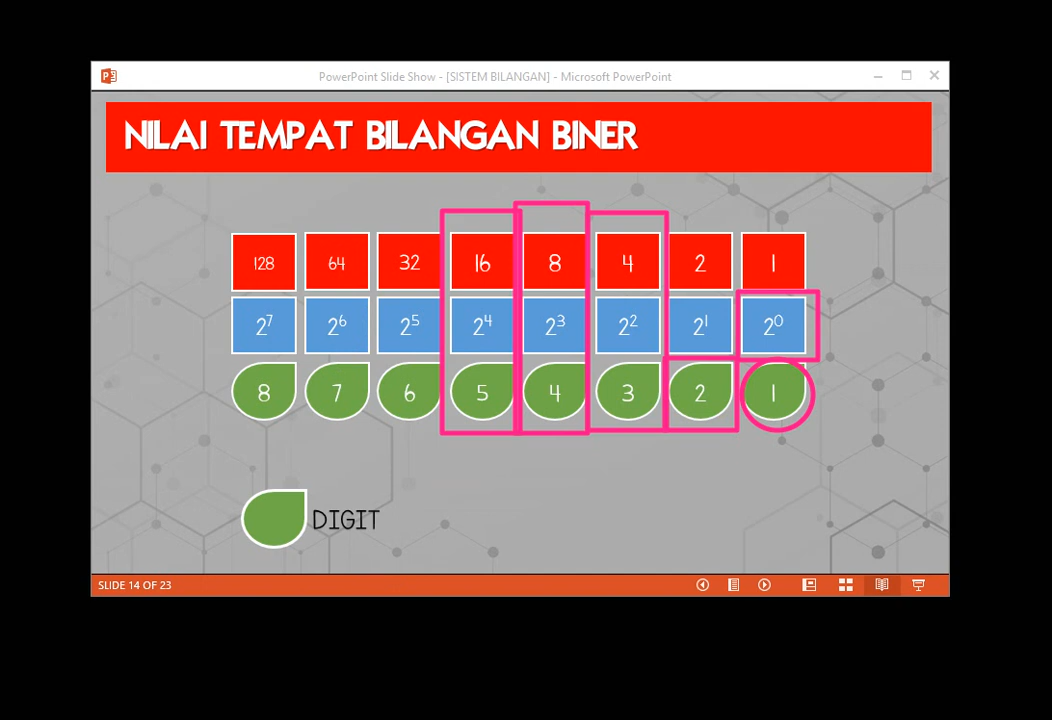 PowerPoint Slide Show - [SISTEM BILANGAN] - Microsoft PowerPoint
NILAI TEMPAT BILANGAN BINER
128 64 32 16 8 4 2 1
2⁷ 2⁶ 2⁵ 2⁴ 2³ 2² 2¹ 2⁰
8 7 6 5 4 3 2 1
DIGIT
SLIDE 14 OF 23